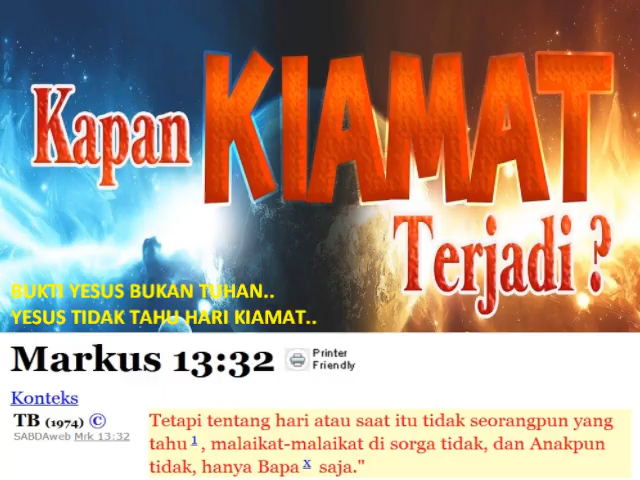 Kapan KIAMAT
Terjadi ?
BUKTI YESUS BUKAN TUHAN..
YESUS TIDAK TAHU HARI KIAMAT..
Markus 13:32 Printer Friendly
Konteks
TB (1974) ©
SABDAweb Mrk 13:32
Tetapi tentang hari atau saat itu tidak seorangpun yang
tahu 1, malaikat-malaikat di sorga tidak, dan Anakpun
tidak, hanya Bapa x saja."